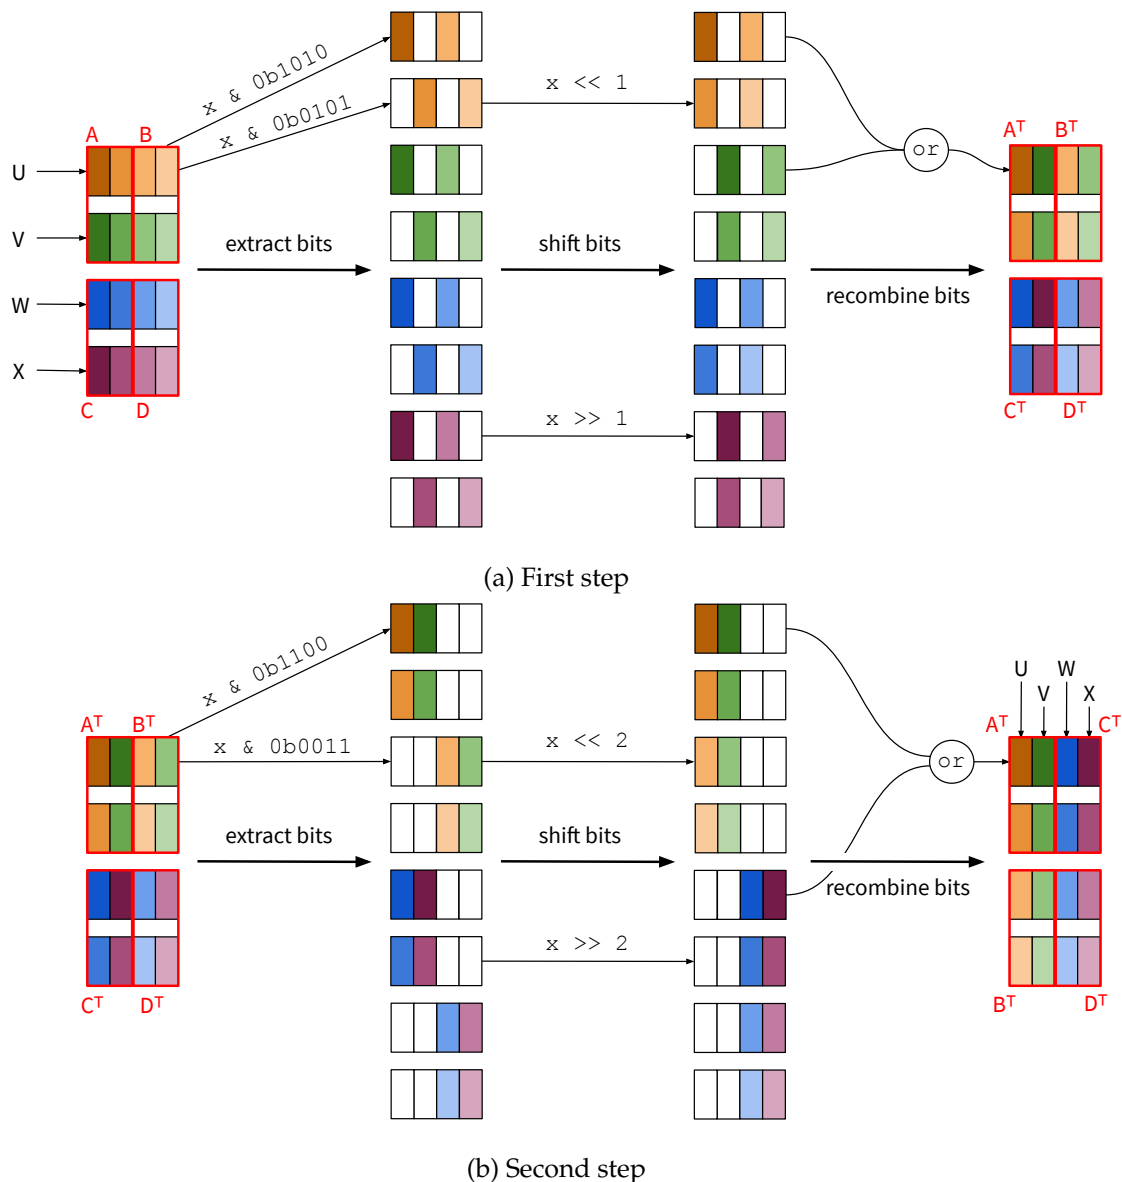 x & 0b1010
x << 1
x & 0b0101
A B
Aᵀ Bᵀ
or
U
V
extract bits
shift bits
recombine bits
W
X
C D
Cᵀ Dᵀ
x >> 1
(a) First step
x & 0b1100
U W
V X
Aᵀ Bᵀ
x & 0b0011
x << 2
Aᵀ Cᵀ
or
extract bits
shift bits
recombine bits
x >> 2
Cᵀ Dᵀ
Bᵀ Dᵀ
(b) Second step